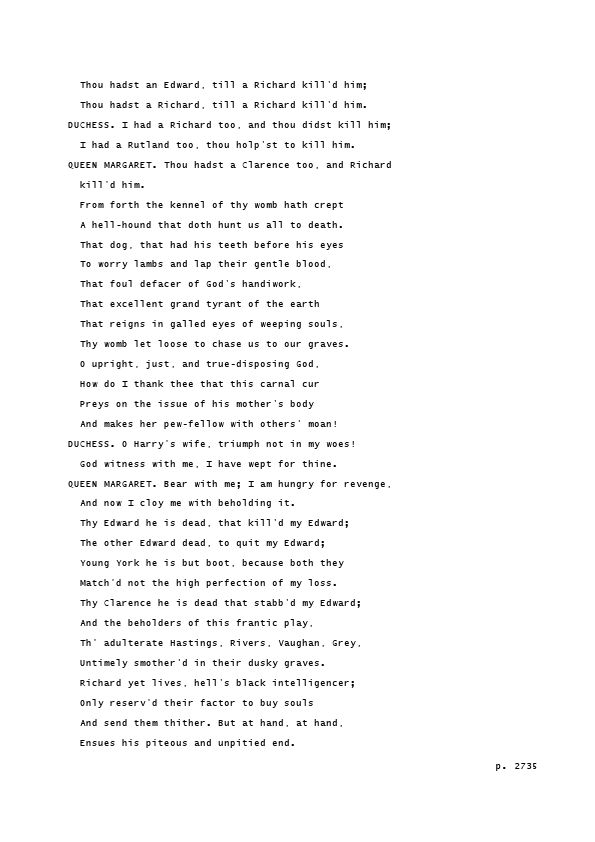 Thou hadst an Edward, till a Richard kill'd him;
Thou hadst a Richard, till a Richard kill'd him.
DUCHESS. I had a Richard too, and thou didst kill him;
I had a Rutland too, thou holp'st to kill him.
QUEEN MARGARET. Thou hadst a Clarence too, and Richard
kill'd him.
From forth the kennel of thy womb hath crept
A hell-hound that doth hunt us all to death.
That dog, that had his teeth before his eyes
To worry lambs and lap their gentle blood,
That foul defacer of God's handiwork,
That excellent grand tyrant of the earth
That reigns in galled eyes of weeping souls,
Thy womb let loose to chase us to our graves.
O upright, just, and true-disposing God,
How do I thank thee that this carnal cur
Preys on the issue of his mother's body
And makes her pew-fellow with others' moan!
DUCHESS. O Harry's wife, triumph not in my woes!
God witness with me, I have wept for thine.
QUEEN MARGARET. Bear with me; I am hungry for revenge,
And now I cloy me with beholding it.
Thy Edward he is dead, that kill'd my Edward;
The other Edward dead, to quit my Edward;
Young York he is but boot, because both they
Match'd not the high perfection of my loss.
Thy Clarence he is dead that stabb'd my Edward;
And the beholders of this frantic play,
Th' adulterate Hastings, Rivers, Vaughan, Grey,
Untimely smother'd in their dusky graves.
Richard yet lives, hell's black intelligencer;
Only reserv'd their factor to buy souls
And send them thither. But at hand, at hand,
Ensues his piteous and unpitied end.
p. 2735